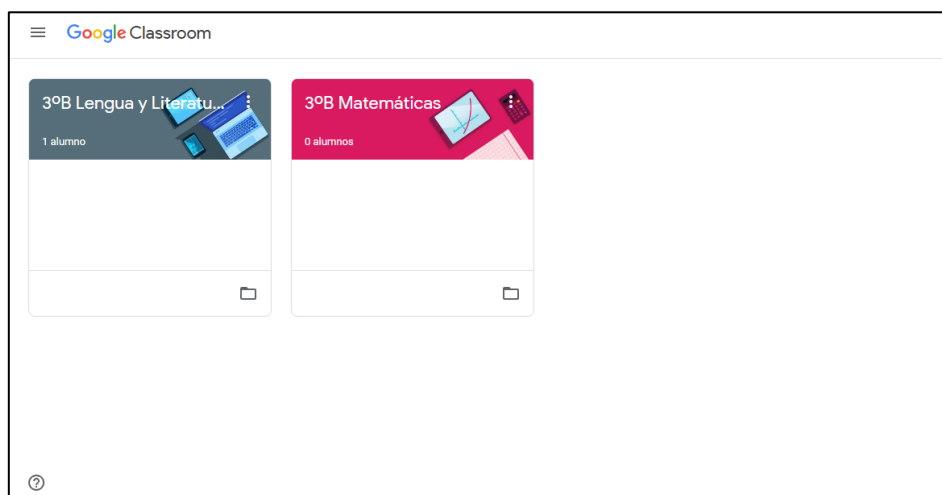 Google Classroom
3ºB Lengua y Literatu...
1 alumno
3ºB Matemáticas
0 alumnos